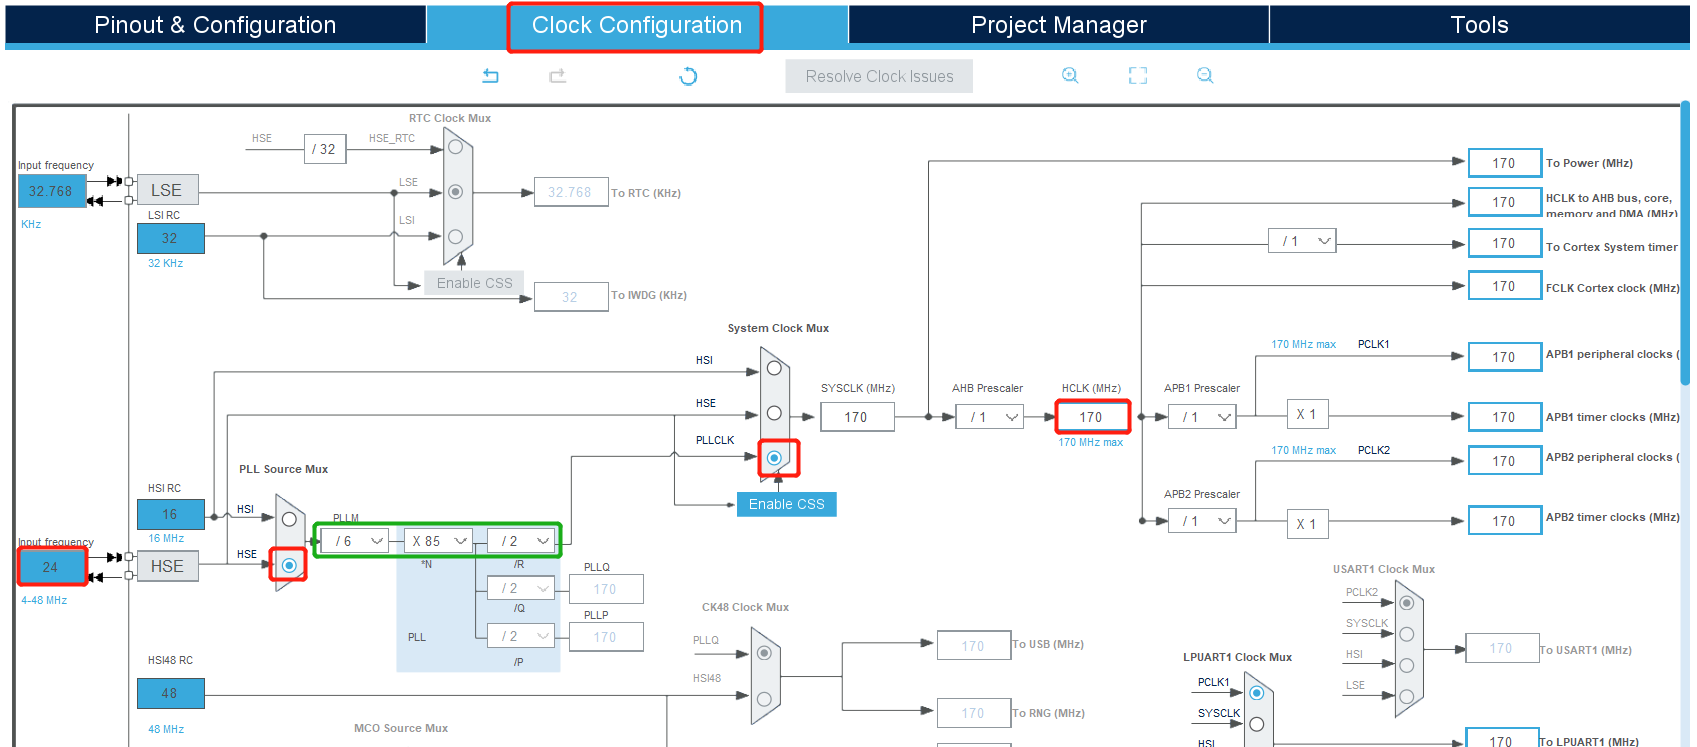 Pinout & Configuration
Clock Configuration
Project Manager
Tools
Resolve Clock Issues
RTC Clock Mux
HSE
/ 32
HSE_RTC
Input frequency
32.768
KHz
LSE
LSE
32.768
To RTC (KHz)
LSI RC
32
32 KHz
LSI
Enable CSS
32
To IWDG (KHz)
170
To Power (MHz)
170
HCLK to AHB bus, core,
memory and DMA (MHz)
/ 1
170
To Cortex System timer
170
FCLK Cortex clock (MHz)
System Clock Mux
HSI
HSE
PLLCLK
Enable CSS
SYSCLK (MHz)
170
AHB Prescaler
/ 1
HCLK (MHz)
170
170 MHz max
APB1 Prescaler
/ 1
170 MHz max
PCLK1
170
APB1 peripheral clocks (
X 1
170
APB1 timer clocks (MHz)
170 MHz max
PCLK2
170
APB2 peripheral clocks (
APB2 Prescaler
/ 1
X 1
170
APB2 timer clocks (MHz)
PLL Source Mux
HSI RC
16
16 MHz
HSI
Input frequency
24
4-48 MHz
HSE
HSE
PLLM
/ 6
X 85
*N
/ 2
/R
/ 2
/Q
PLLQ
170
/ 2
/P
PLLP
170
PLL
HSI48 RC
48
48 MHz
CK48 Clock Mux
PLLQ
HSI48
170
To USB (MHz)
170
To RNG (MHz)
MCO Source Mux
USART1 Clock Mux
PCLK2
SYSCLK
HSI
LSE
170
To USART1 (MHz)
LPUART1 Clock Mux
PCLK1
SYSCLK
HSI
170
To LPUART1 (MHz)